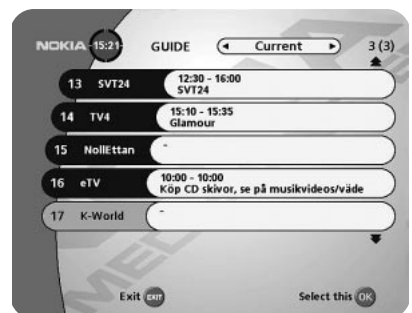 NOKIA 15:21 GUIDE Current 3 (3)
13 SVT24 12:30 - 16:00
SVT24
14 TV4 15:10 - 15:35
Glamour
15 NollEttan -
16 eTV 10:00 - 10:00
Köp CD skivor, se på musikvideos/väde
17 K-World -
Exit EXIT Select this OK